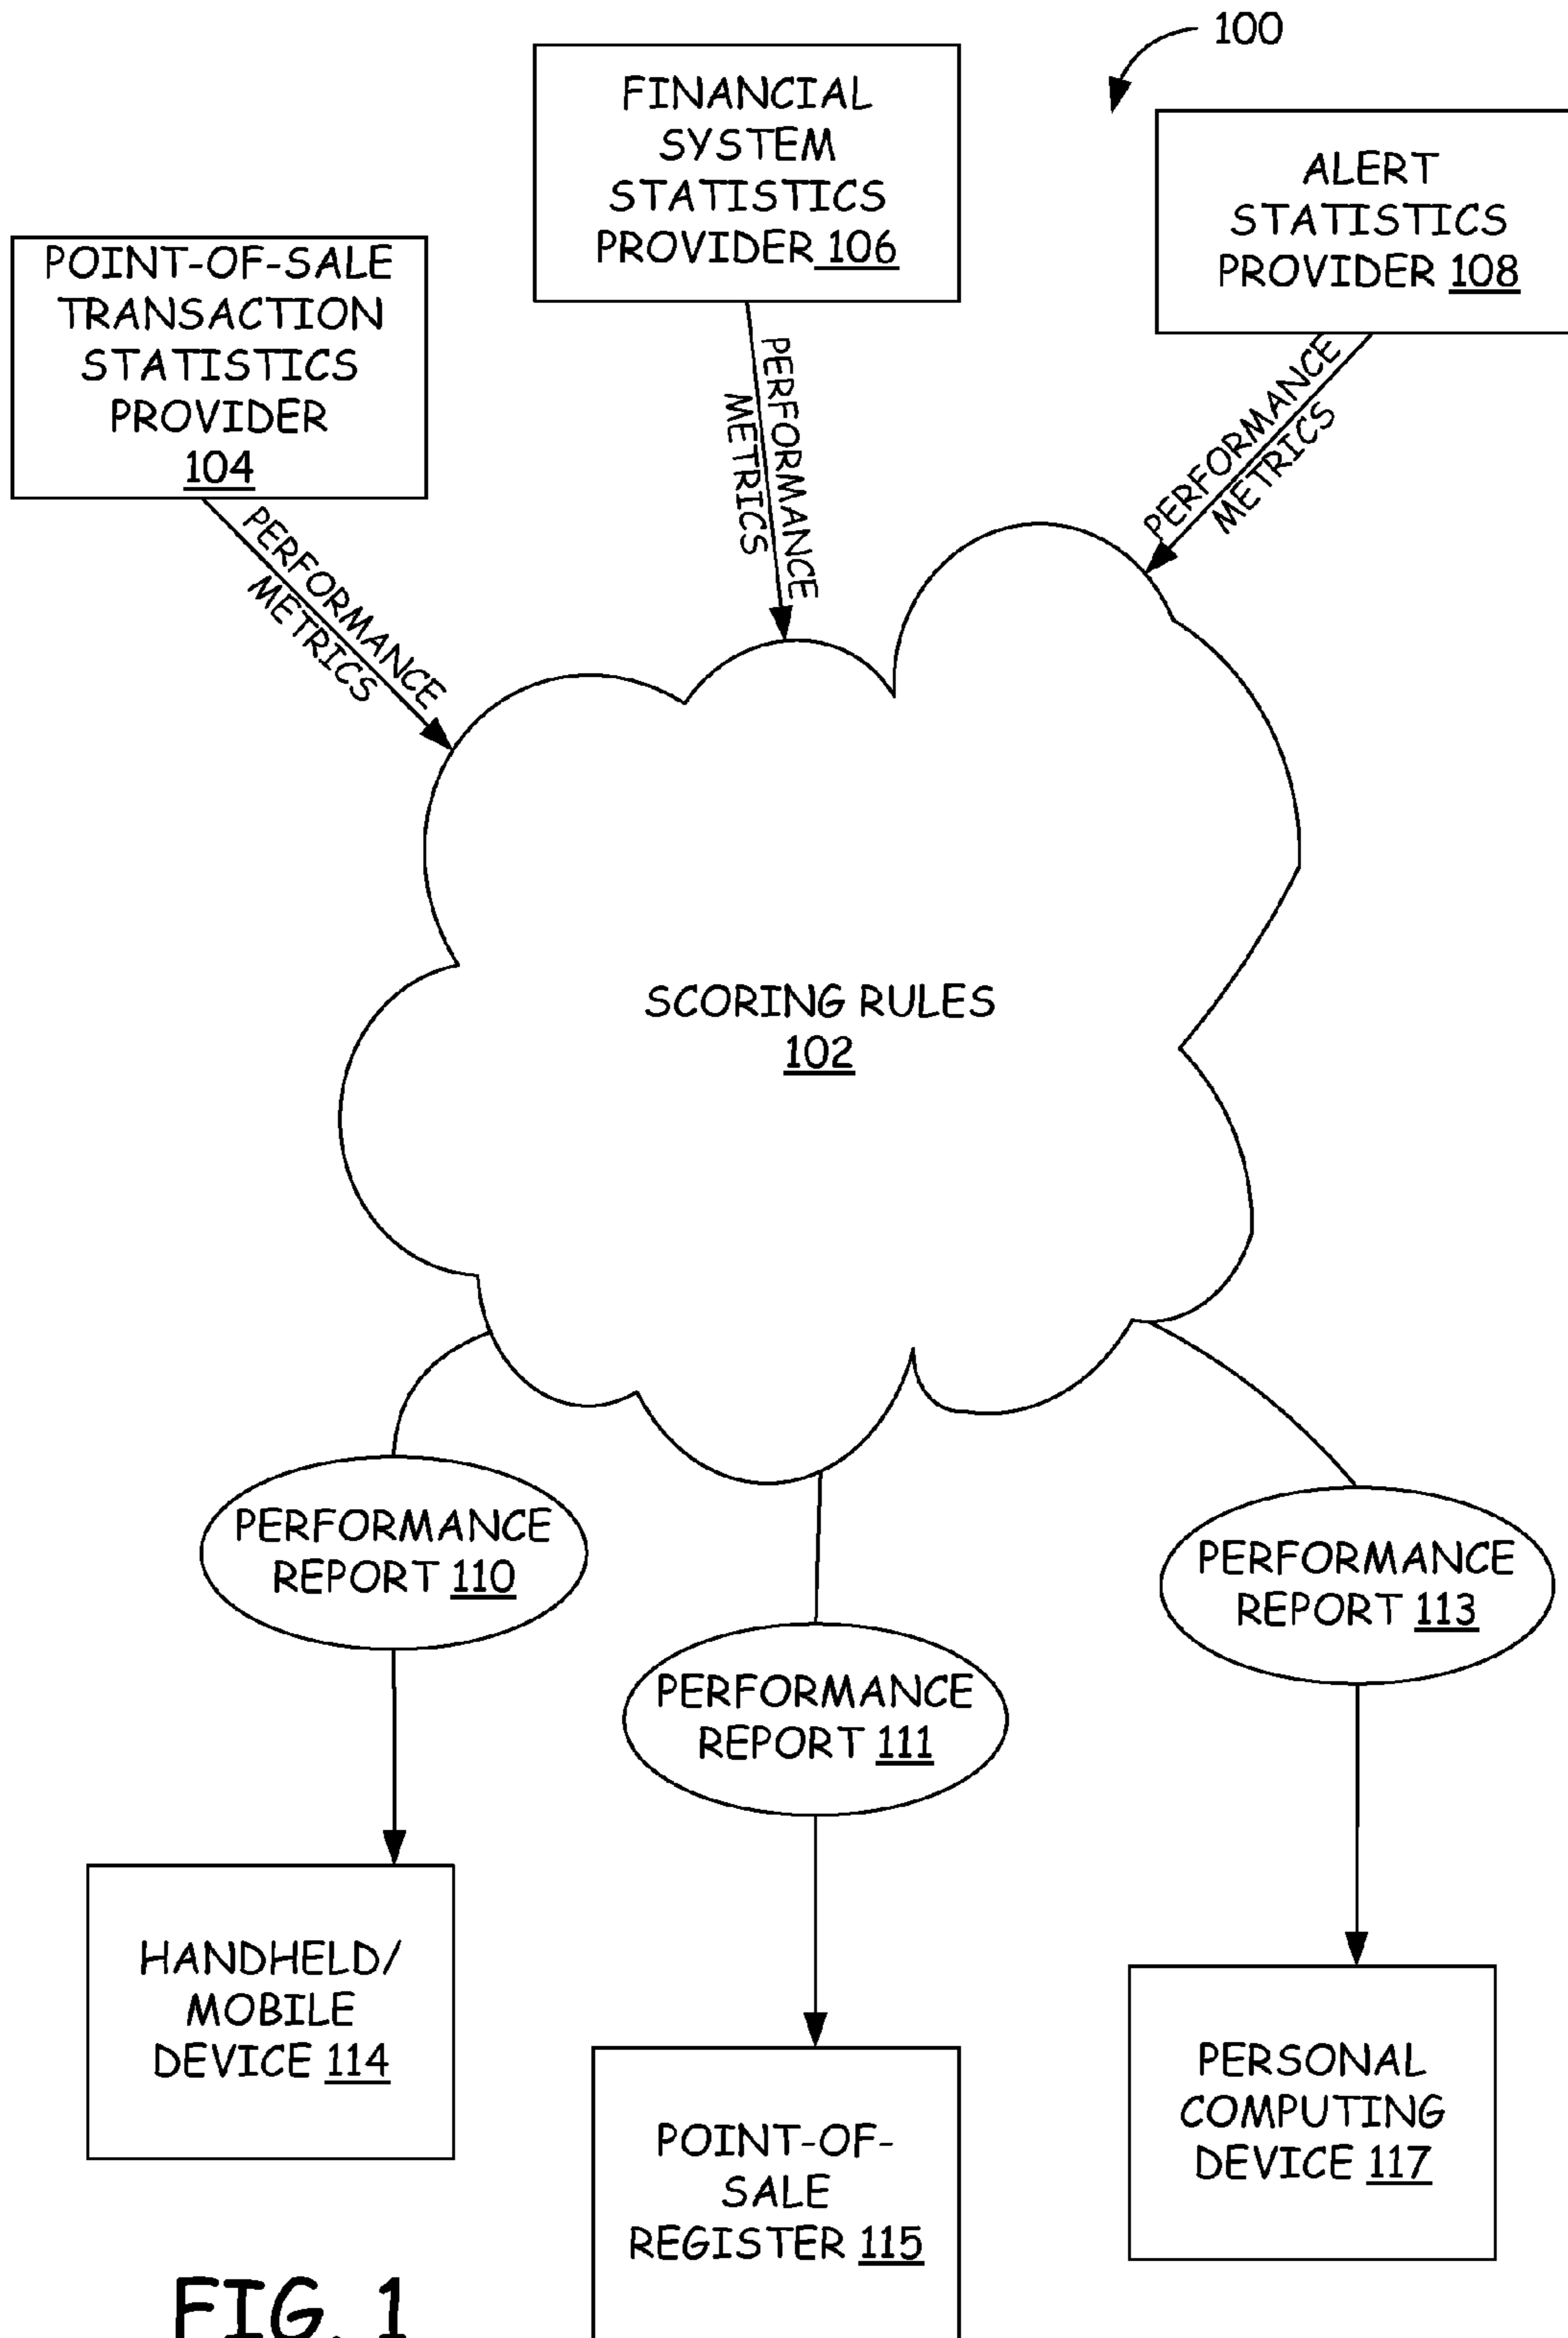 100
FINANCIAL
SYSTEM
STATISTICS
PROVIDER 106
ALERT
STATISTICS
PROVIDER 108
POINT-OF-SALE
TRANSACTION
STATISTICS
PROVIDER
104
PERFORMANCE
METRICS
PERFORMANCE
METRICS
PERFORMANCE
METRICS
SCORING RULES
102
PERFORMANCE
REPORT 110
PERFORMANCE
REPORT 111
PERFORMANCE
REPORT 113
HANDHELD/
MOBILE
DEVICE 114
POINT-OF-
SALE
REGISTER 115
PERSONAL
COMPUTING
DEVICE 117
FIG. 1